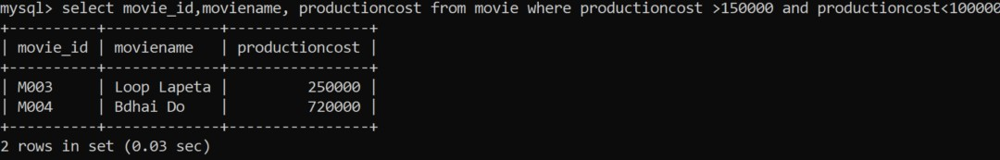 mysql> select movie_id,moviename, productioncost from movie where productioncost >150000 and productioncost<100000
+----------+-------------+----------------+
| movie_id | moviename   | productioncost |
+----------+-------------+----------------+
| M003     | Loop Lapeta |         250000 |
| M004     | Bdhai Do    |         720000 |
+----------+-------------+----------------+
2 rows in set (0.03 sec)